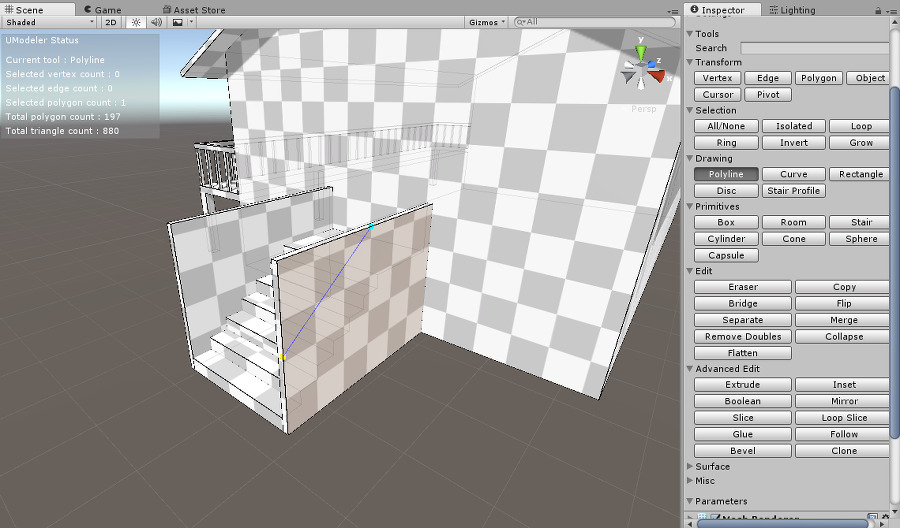 Scene Game Asset Store
Shaded 2D Gizmos All
UModeler Status
Current tool : Polyline
Selected vertex count : 0
Selected edge count : 0
Selected polygon count : 1
Total polygon count : 197
Total triangle count : 880
y
z
x
Persp
Inspector Lighting
Tools
Search
Transform
Vertex Edge Polygon Object
Cursor Pivot
Selection
All/None Isolated Loop
Ring Invert Grow
Drawing
Polyline Curve Rectangle
Disc Stair Profile
Primitives
Box Room Stair
Cylinder Cone Sphere
Capsule
Edit
Eraser Copy
Bridge Flip
Separate Merge
Remove Doubles Collapse
Flatten
Advanced Edit
Extrude Inset
Boolean Mirror
Slice Loop Slice
Glue Follow
Bevel Clone
Surface
Misc
Parameters
Mesh Renderer